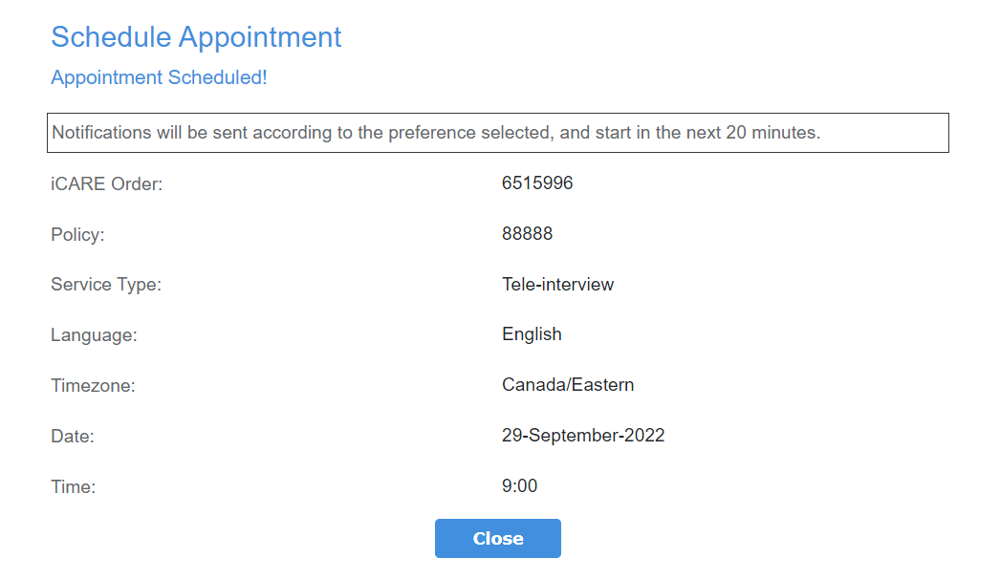 Schedule Appointment
Appointment Scheduled!
Notifications will be sent according to the preference selected, and start in the next 20 minutes.
iCARE Order: 6515996
Policy: 88888
Service Type: Tele-interview
Language: English
Timezone: Canada/Eastern
Date: 29-September-2022
Time: 9:00
Close